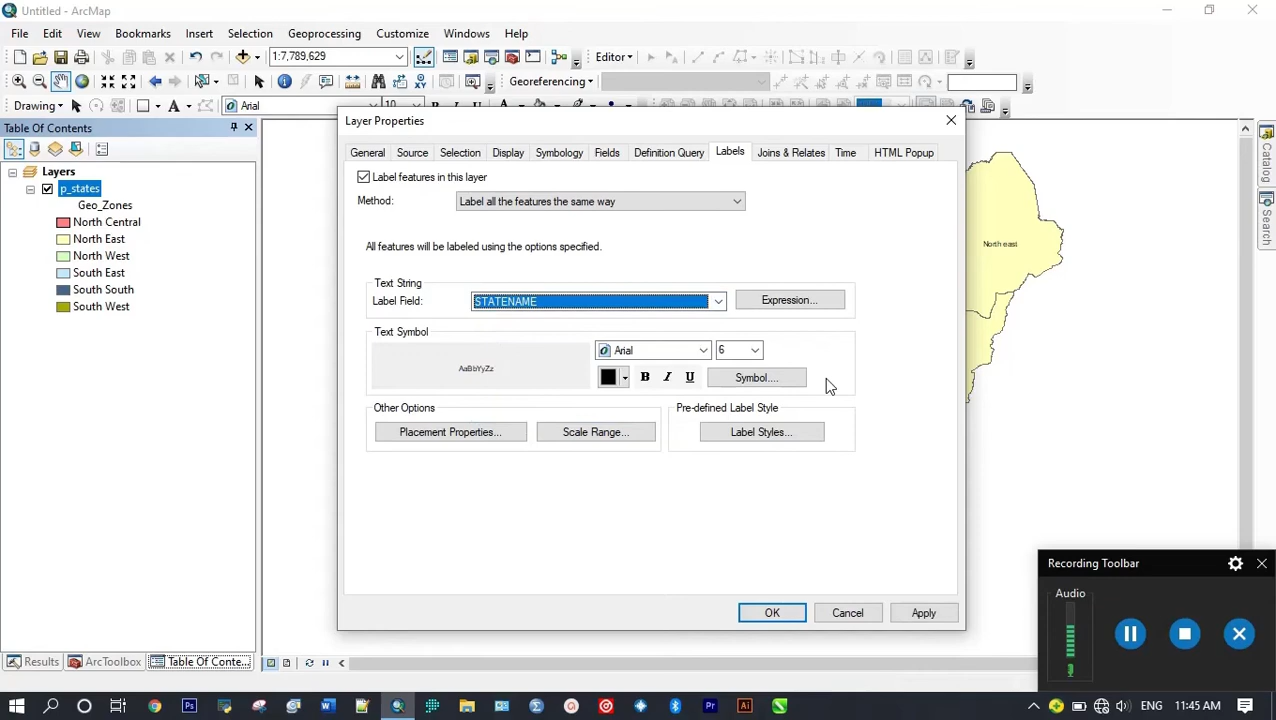 Untitled - ArcMap
File Edit View Bookmarks Insert Selection Geoprocessing Customize Windows Help
1:7,789,629
Editor
Georeferencing
Drawing
Arial
10
Table Of Contents
Layers
p_states
Geo_Zones
North Central
North East
North West
South East
South South
South West
Layer Properties
General Source Selection Display Symbology Fields Definition Query Labels Joins & Relates Time HTML Popup
Label features in this layer
Method: Label all the features the same way
All features will be labeled using the options specified.
Text String
Label Field: STATENAME Expression...
Text Symbol
AaBbYyZz
Arial 6
B I U Symbol....
Other Options
Placement Properties... Scale Range...
Pre-defined Label Style
Label Styles...
OK Cancel Apply
North east
Catalog
Search
Recording Toolbar
Audio
Results ArcToolbox Table Of Conte...
ENG 11:45 AM